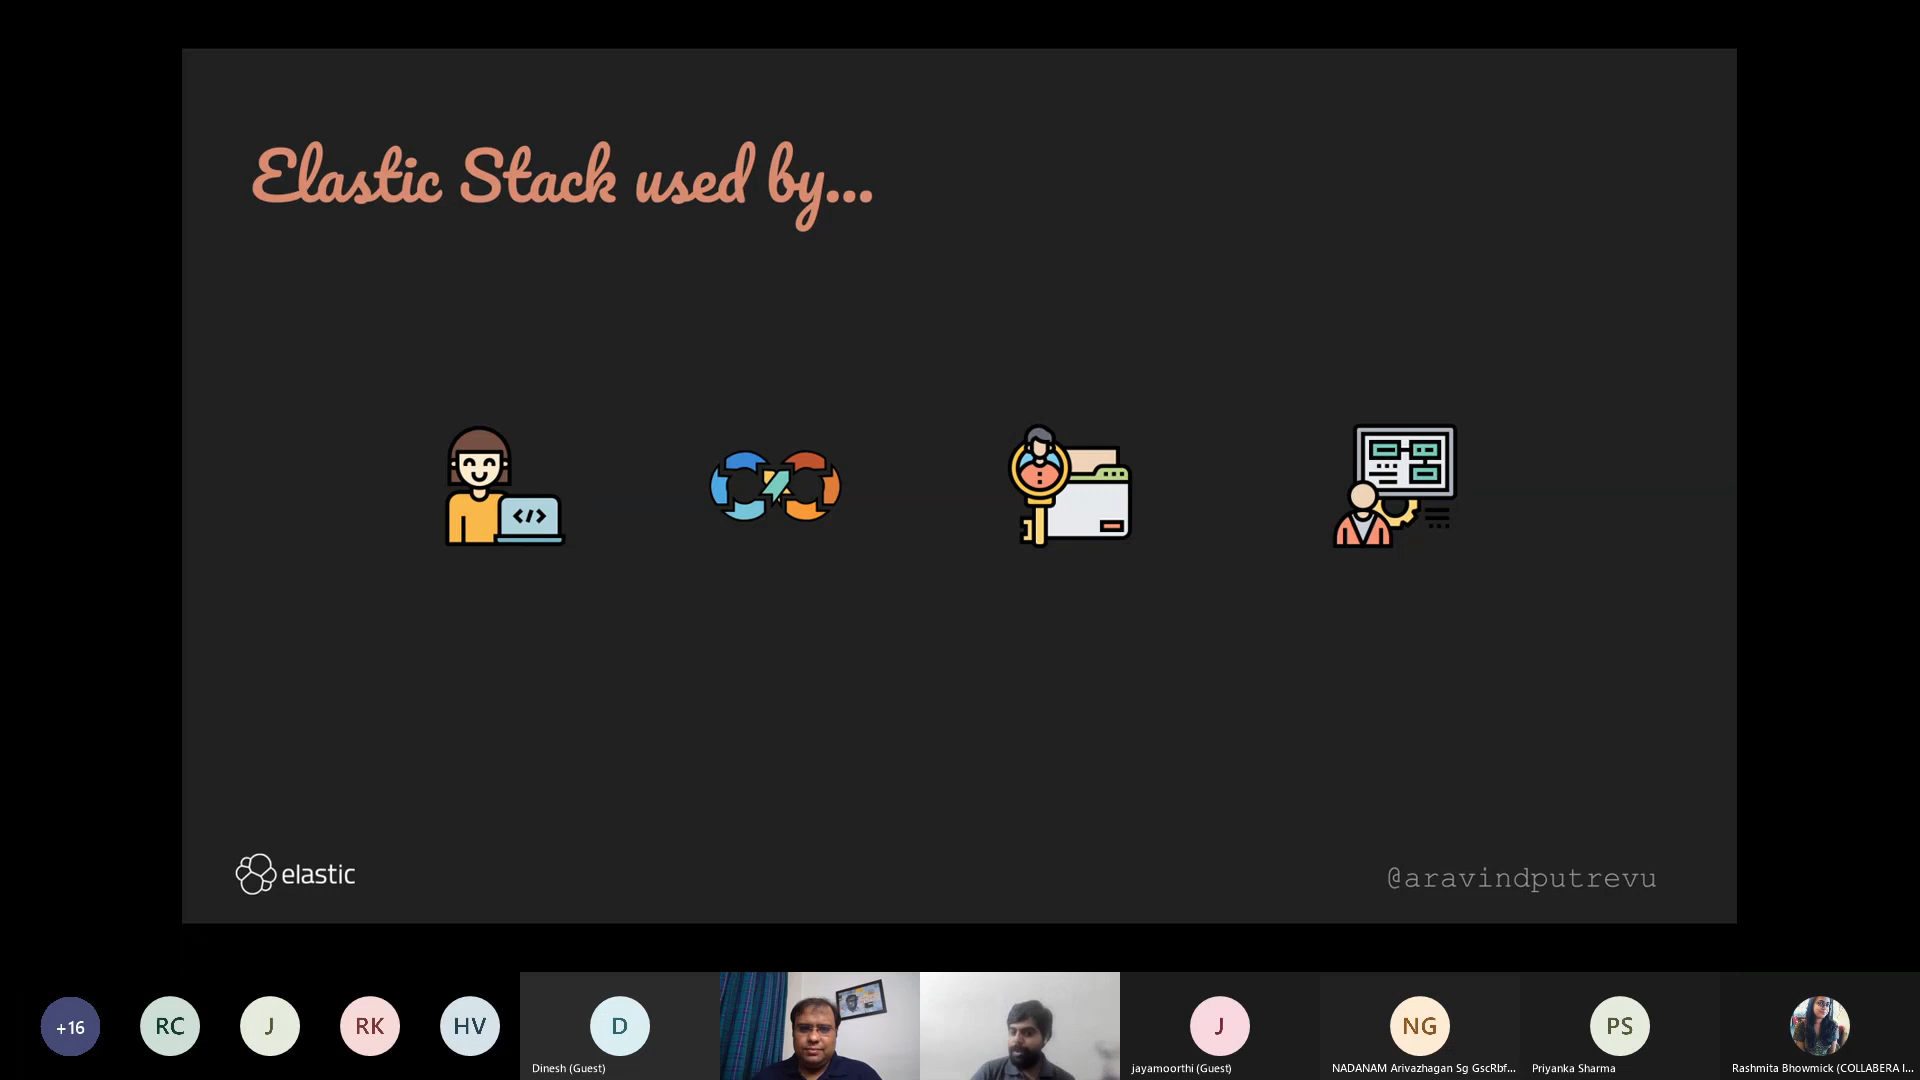 Elastic Stack used by...
</>
elastic
@aravindputrevu
+16
RC
J
RK
HV
D
Dinesh (Guest)
J
jayamoorthi (Guest)
NG
NADANAM Arivazhagan Sg GscRbf...
PS
Priyanka Sharma
Rashmita Bhowmick (COLLABERA I...